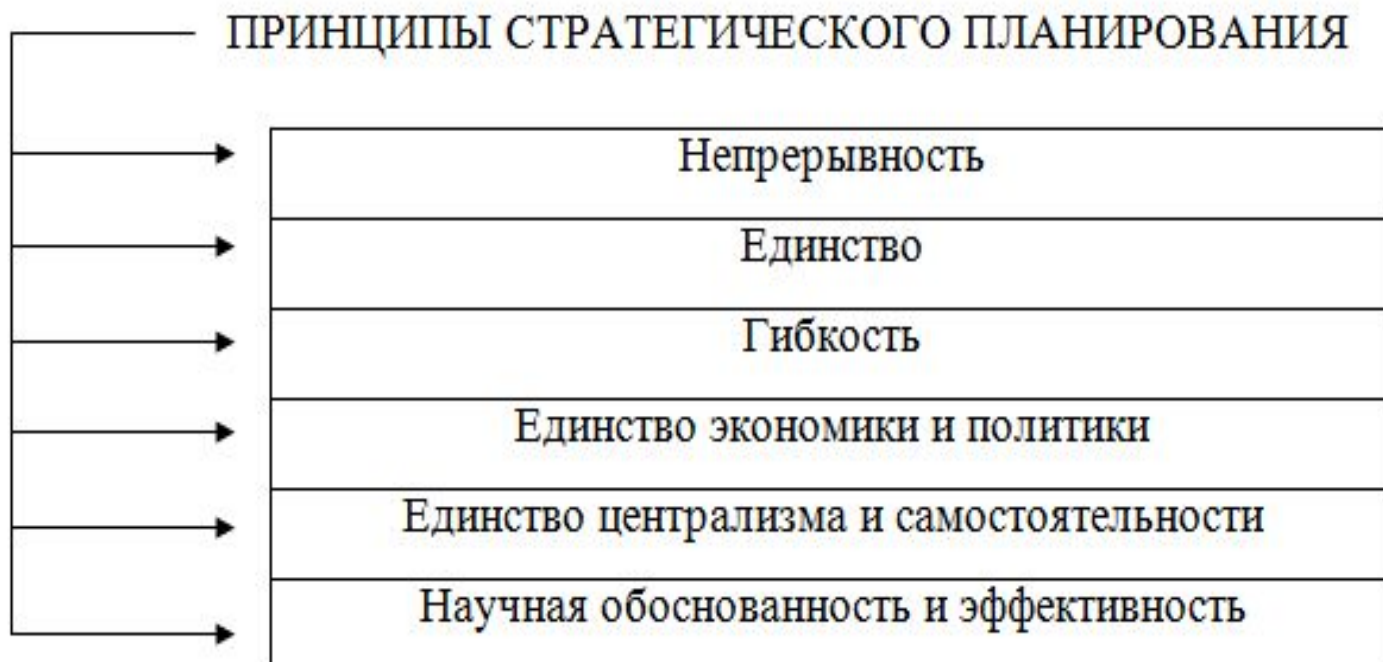 ПРИНЦИПЫ СТРАТЕГИЧЕСКОГО ПЛАНИРОВАНИЯ
Непрерывность
Единство
Гибкость
Единство экономики и политики
Единство централизма и самостоятельности
Научная обоснованность и эффективность